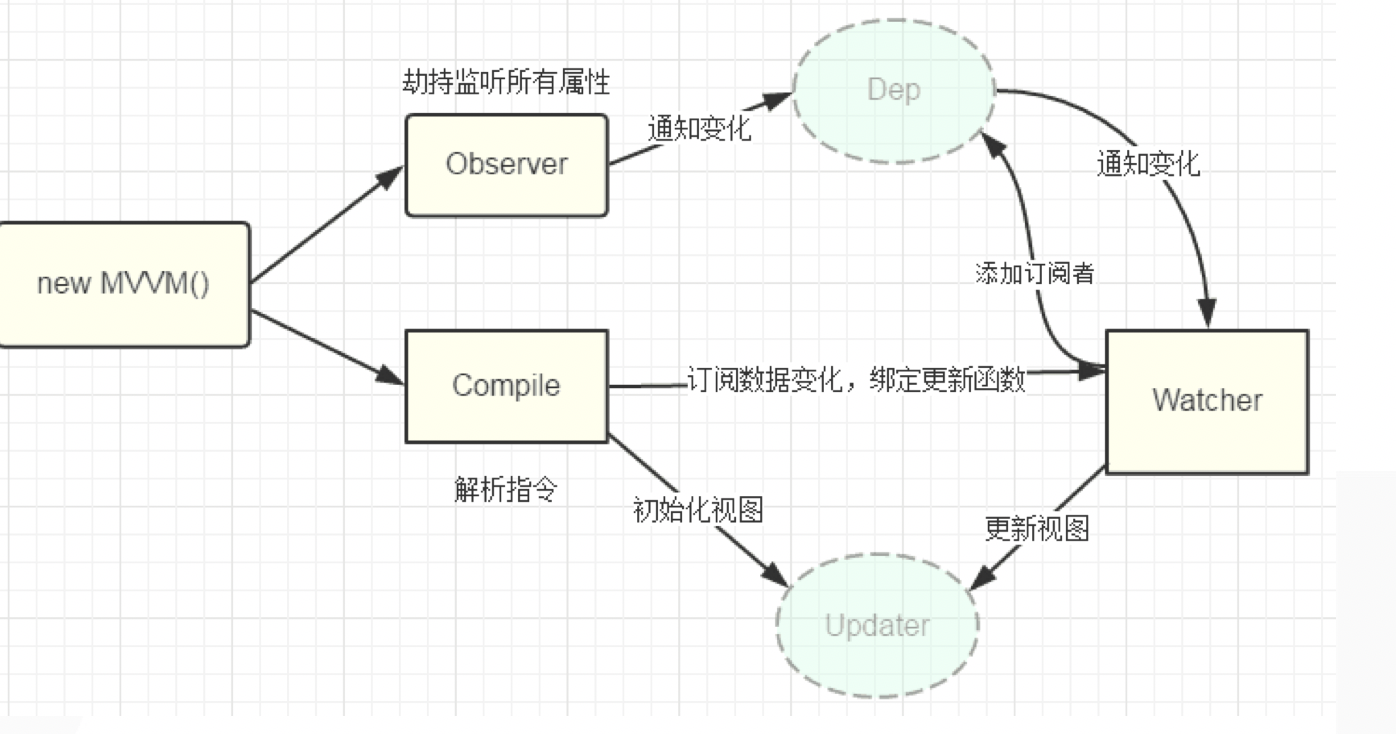 Dep
劫持监听所有属性
通知变化
Observer
通知变化
添加订阅者
new MVVM()
Compile
订阅数据变化，绑定更新函数
Watcher
解析指令
初始化视图
更新视图
Updater